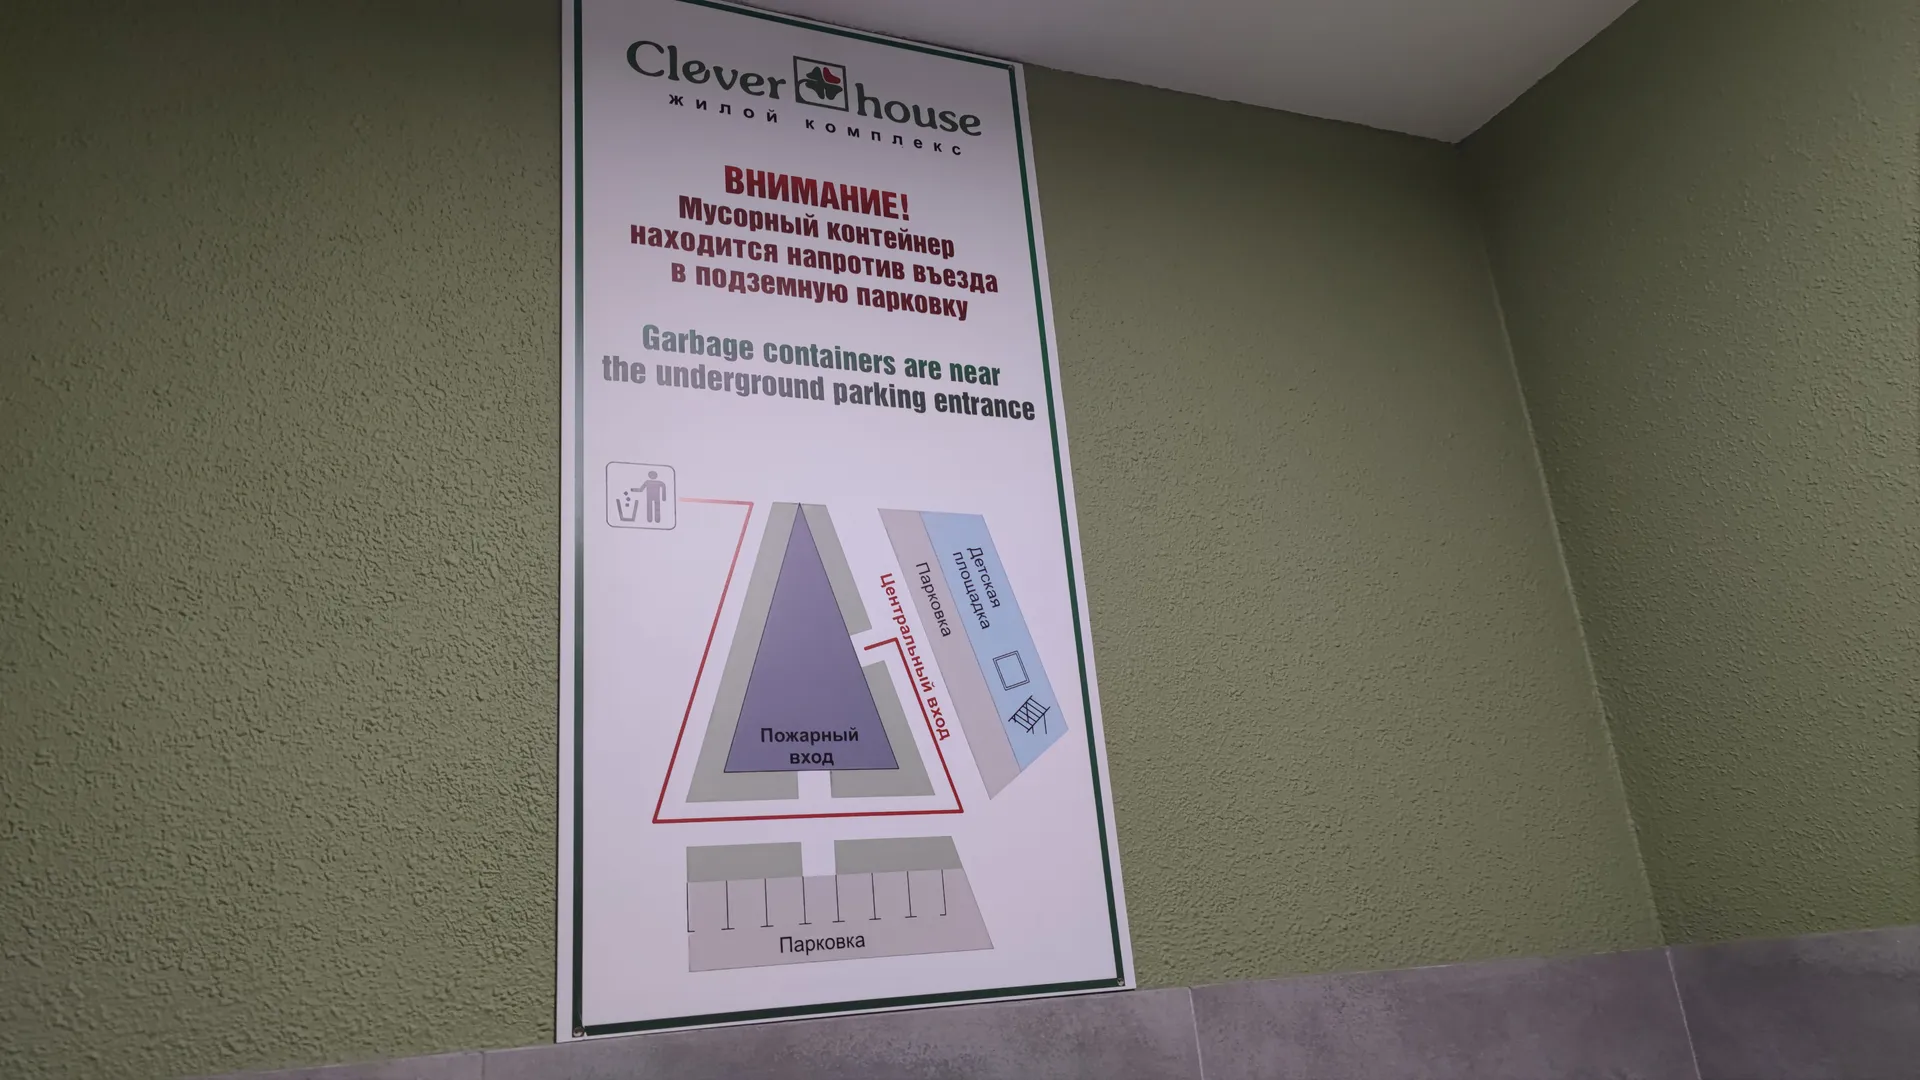 Clever house
жилой комплекс
ВНИМАНИЕ!
Мусорный контейнер
находится напротив въезда
в подземную парковку
Garbage containers are near
the underground parking entrance
Детская
площадка
Парковка
Центральный вход
Пожарный
вход
Парковка